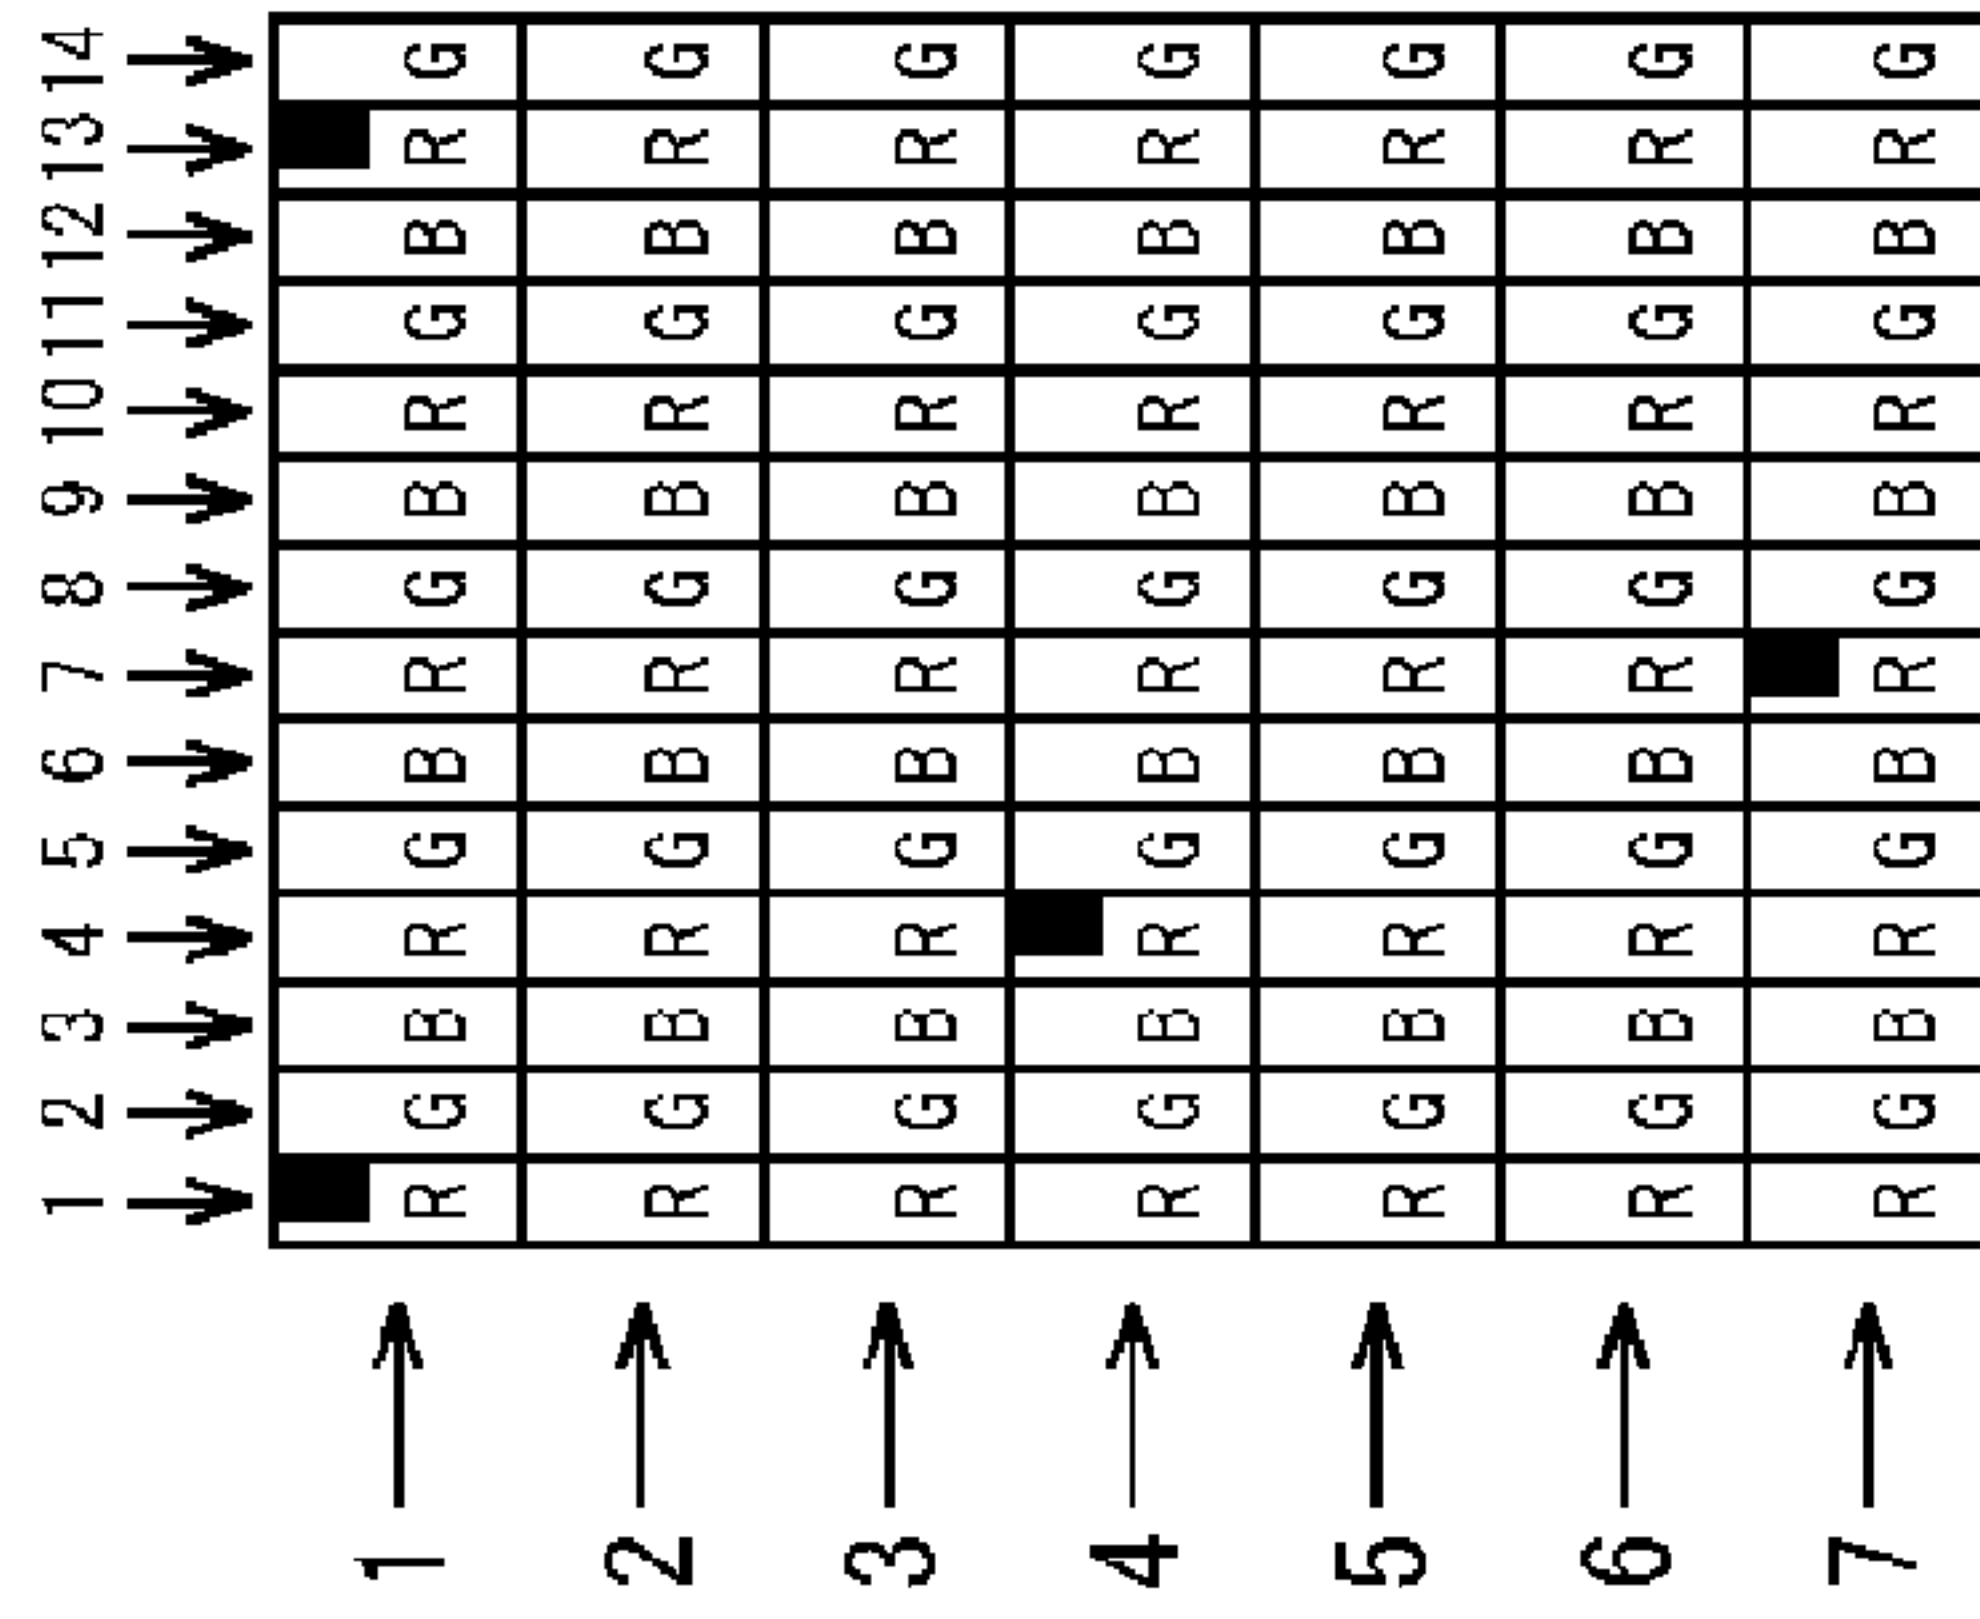 1 2 3 4 5 6 7 8 9 10 11 12 13 14
1 R G B R G B R G B R G B R G
2 R G B R G B R G B R G B R G
3 R G B R G B R G B R G B R G
4 R G B R G B R G B R G B R G
5 R G B R G B R G B R G B R G
6 R G B R G B R G B R G B R G
7 R G B R G B R G B R G B R G